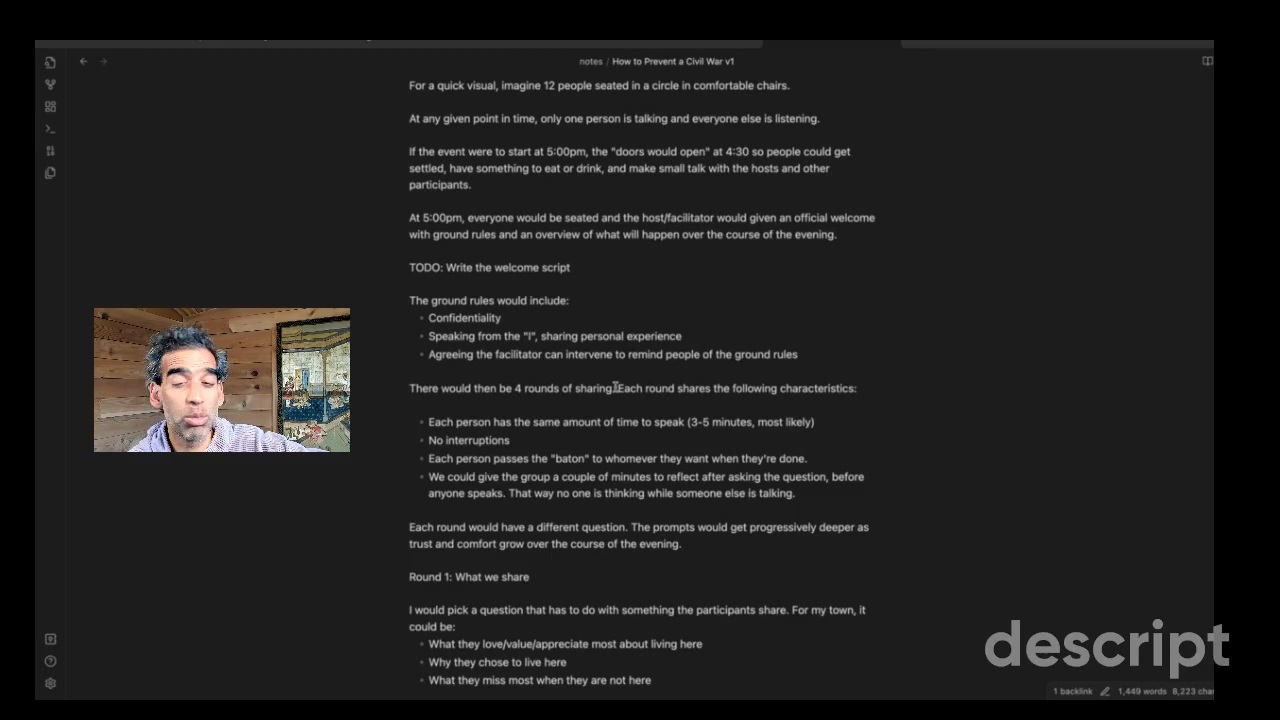 notes / How to Prevent a Civil War v1
For a quick visual, imagine 12 people seated in a circle in comfortable chairs.
At any given point in time, only one person is talking and everyone else is listening.
If the event were to start at 5:00pm, the "doors would open" at 4:30 so people could get
settled, have something to eat or drink, and make small talk with the hosts and other
participants.
At 5:00pm, everyone would be seated and the host/facilitator would given an official welcome
with ground rules and an overview of what will happen over the course of the evening.
TODO: Write the welcome script
The ground rules would include:
• Confidentiality
• Speaking from the "I", sharing personal experience
• Agreeing the facilitator can intervene to remind people of the ground rules
There would then be 4 rounds of sharing. Each round shares the following characteristics:
• Each person has the same amount of time to speak (3-5 minutes, most likely)
• No interruptions
• Each person passes the "baton" to whomever they want when they're done.
• We could give the group a couple of minutes to reflect after asking the question, before
anyone speaks. That way no one is thinking while someone else is talking.
Each round would have a different question. The prompts would get progressively deeper as
trust and comfort grow over the course of the evening.
Round 1: What we share
I would pick a question that has to do with something the participants share. For my town, it
could be:
• What they love/value/appreciate most about living here
• Why they chose to live here
• What they miss most when they are not here
descript
1 backlink 1,449 words 8,223 char